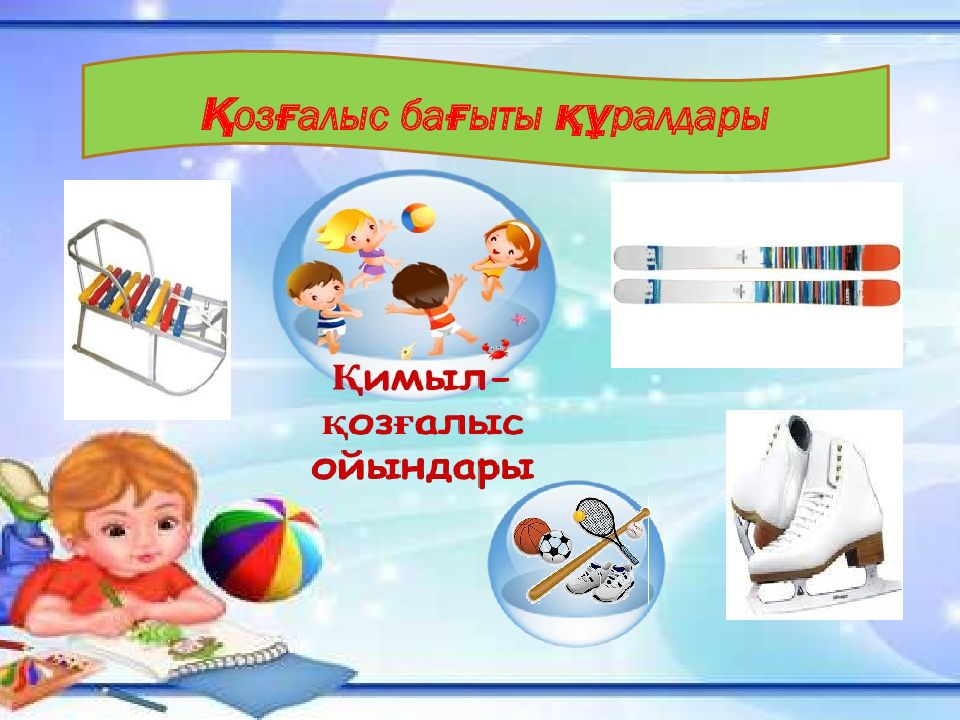 Қозғалыс бағыты құралдары
Қимыл-
қозғалыс
ойындары